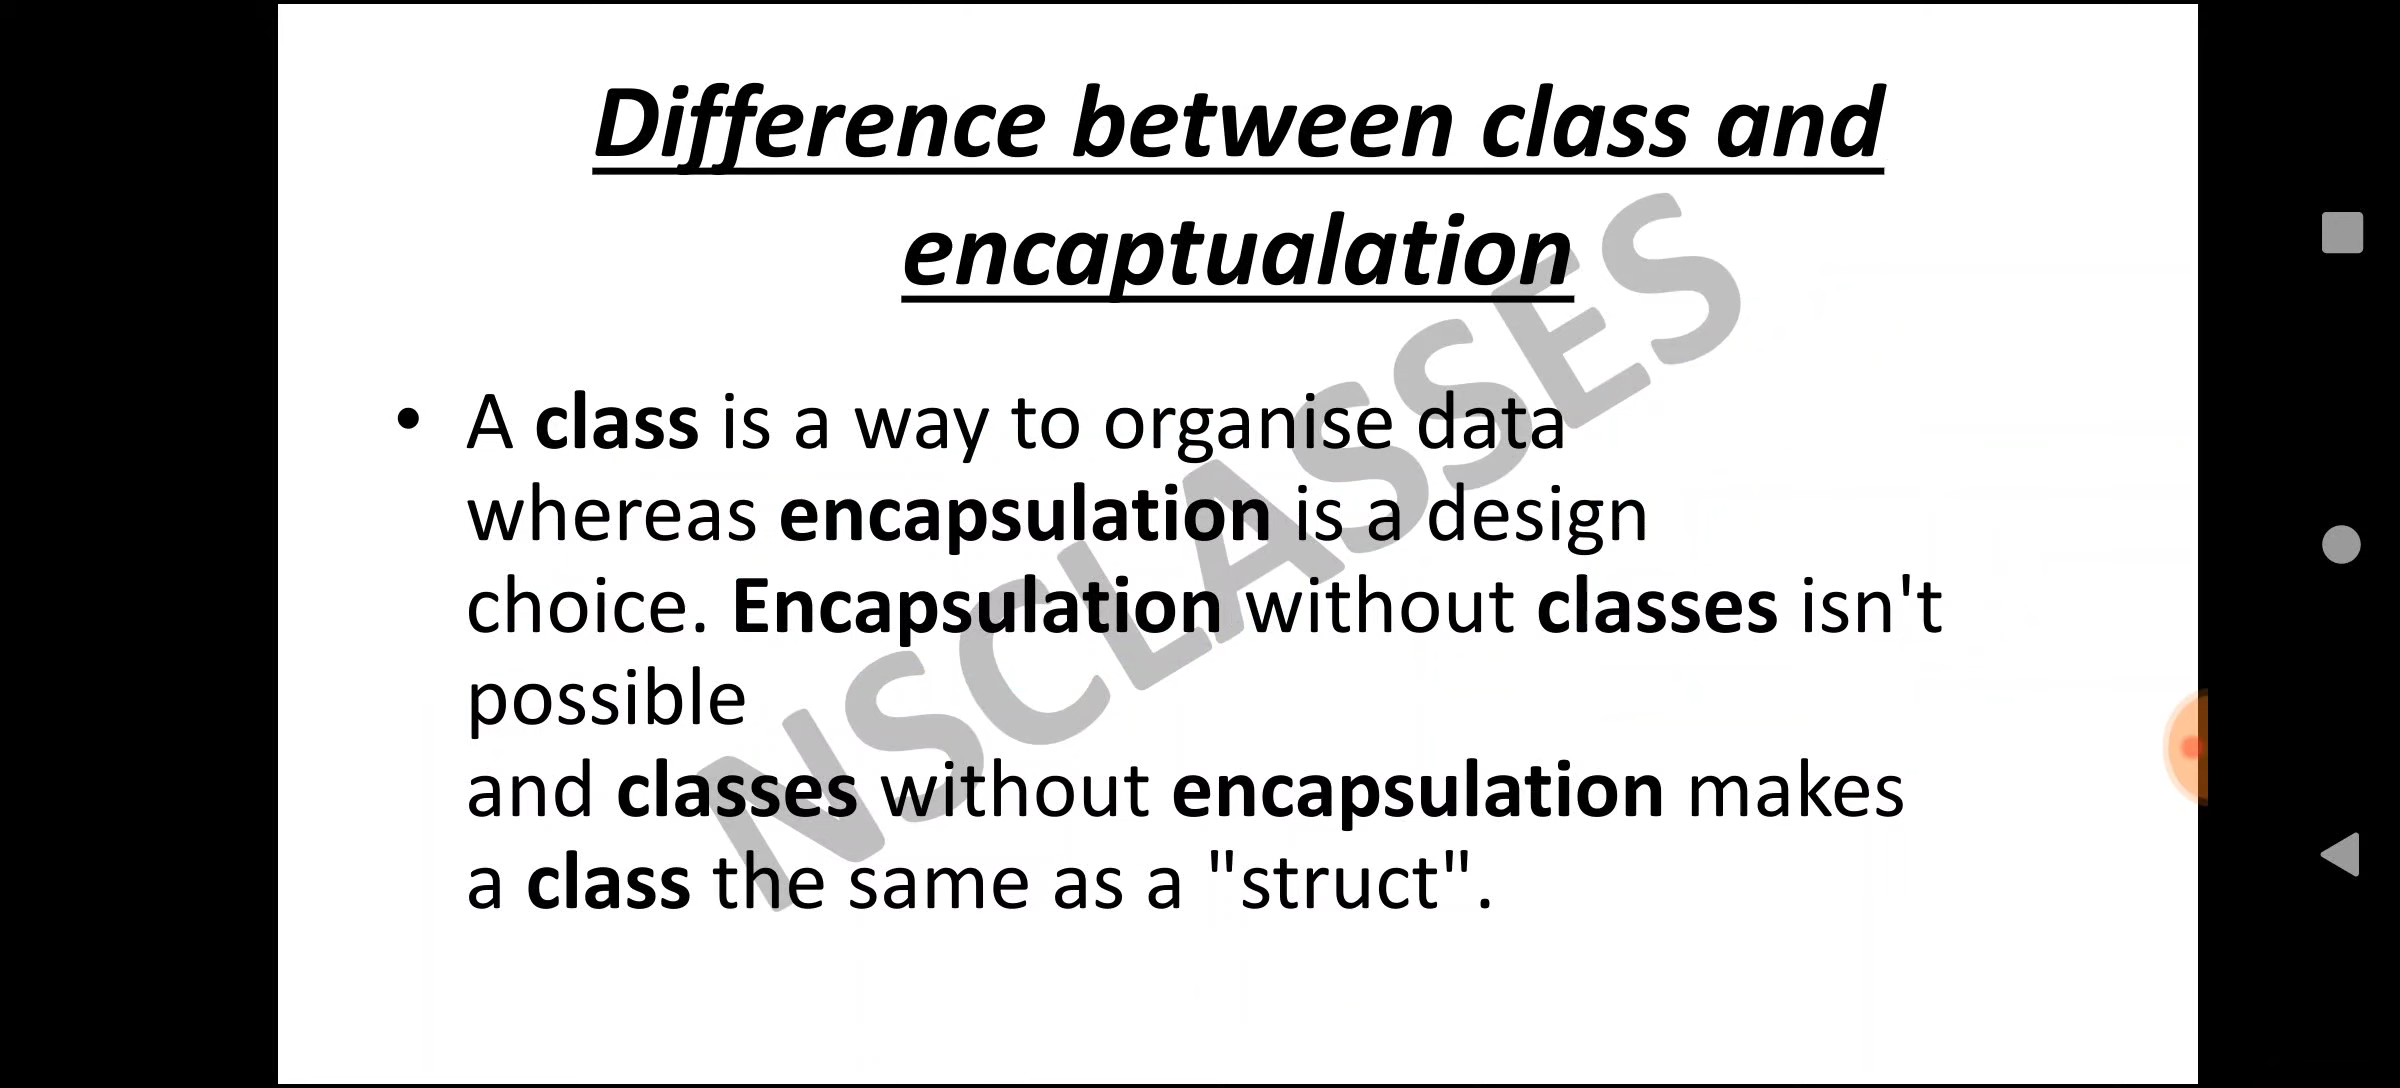 Difference between class and
encaptualation
• A class is a way to organise data
whereas encapsulation is a design
choice. Encapsulation without classes isn't
possible
and classes without encapsulation makes
a class the same as a "struct".
NSCLASSES